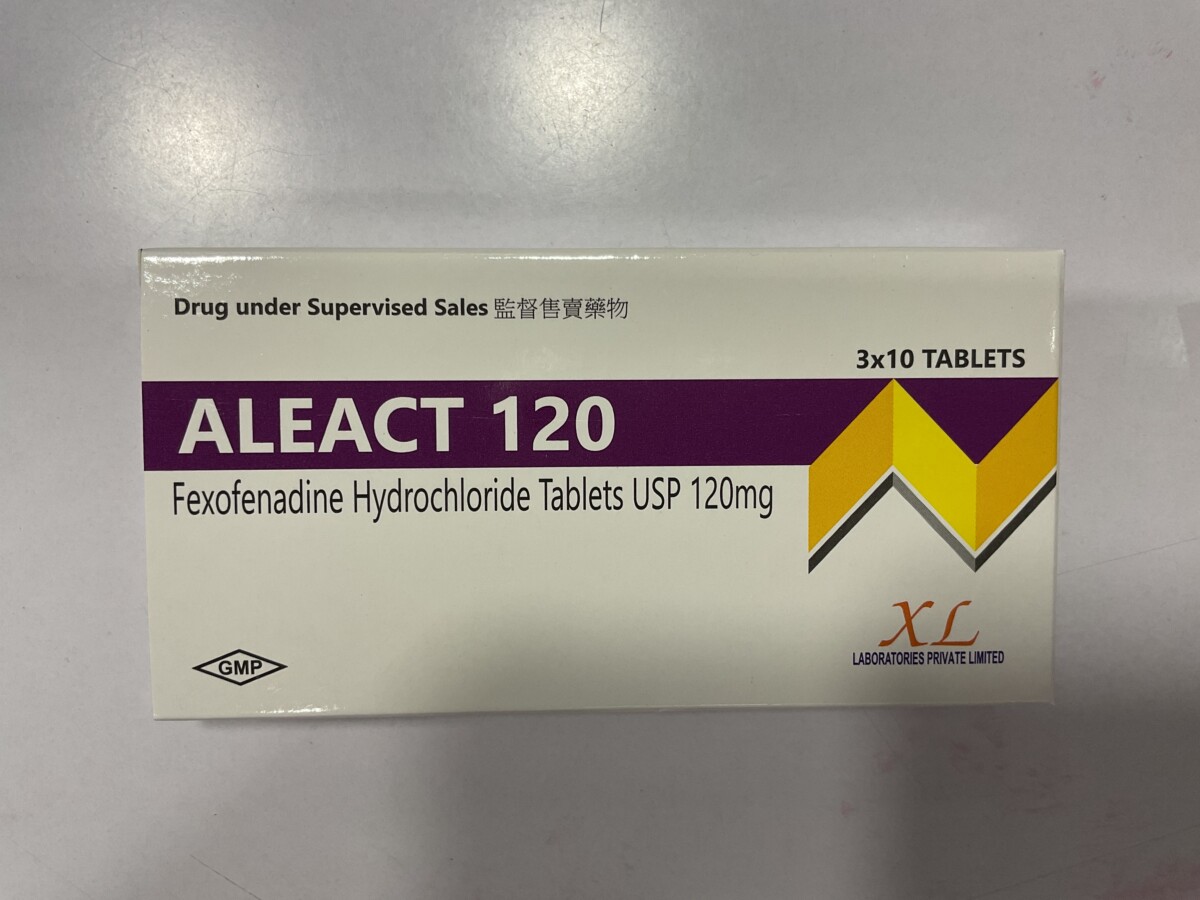 Drug under Supervised Sales 監督售賣藥物
3x10 TABLETS
ALEACT 120
Fexofenadine Hydrochloride Tablets USP 120mg
XL
LABORATORIES PRIVATE LIMITED
GMP